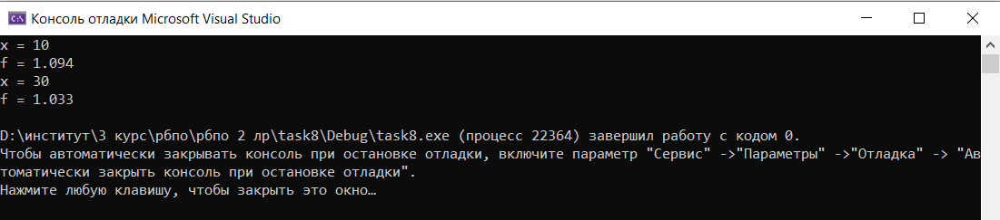 Консоль отладки Microsoft Visual Studio
x = 10
f = 1.094
x = 30
f = 1.033
D:\институт\3 курс\рбпо\рбпо 2 лр\task8\Debug\task8.exe (процесс 22364) завершил работу с кодом 0.
Чтобы автоматически закрывать консоль при остановке отладки, включите параметр "Сервис" ->"Параметры" ->"Отладка" -> "Ав
томатически закрыть консоль при остановке отладки".
Нажмите любую клавишу, чтобы закрыть это окно…